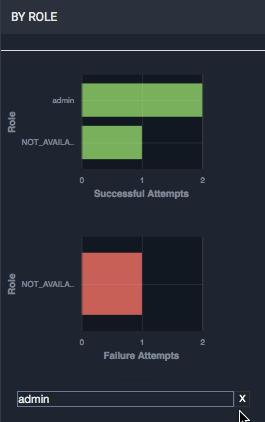 BY ROLE
Role
admin
NOT_AVAILA..
0 1 2
Successful Attempts
Role
NOT_AVAILA..
0 1 2
Failure Attempts
admin X